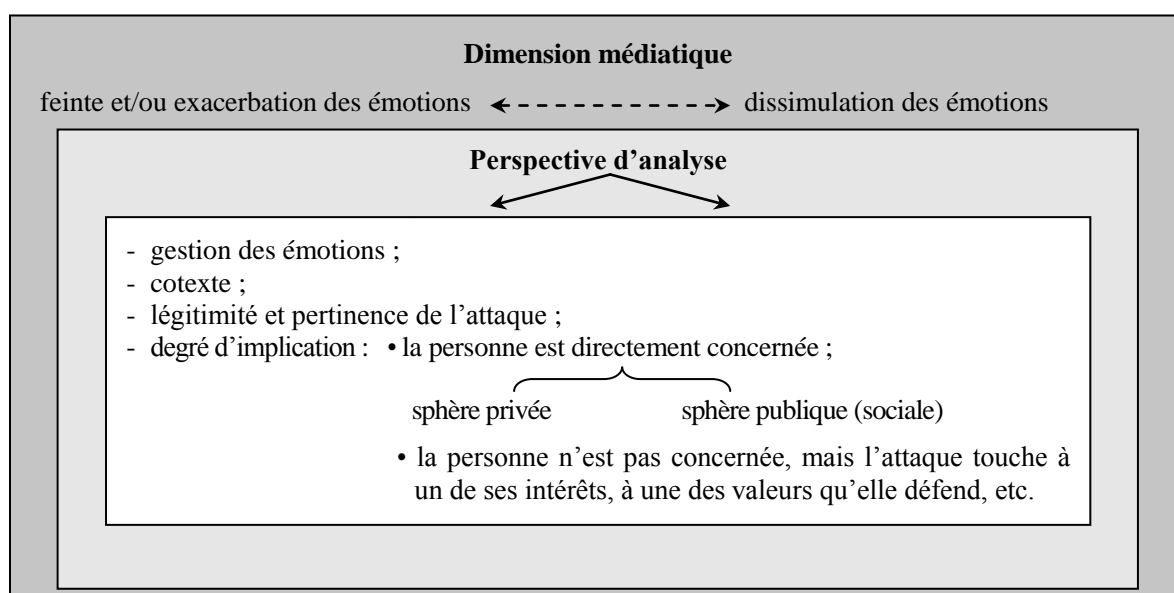 Dimension médiatique
feinte et/ou exacerbation des émotions dissimulation des émotions
Perspective d’analyse
- gestion des émotions ;
- cotexte ;
- légitimité et pertinence de l’attaque ;
- degré d’implication : • la personne est directement concernée ;
sphère privée sphère publique (sociale)
• la personne n’est pas concernée, mais l’attaque touche à
un de ses intérêts, à une des valeurs qu’elle défend, etc.